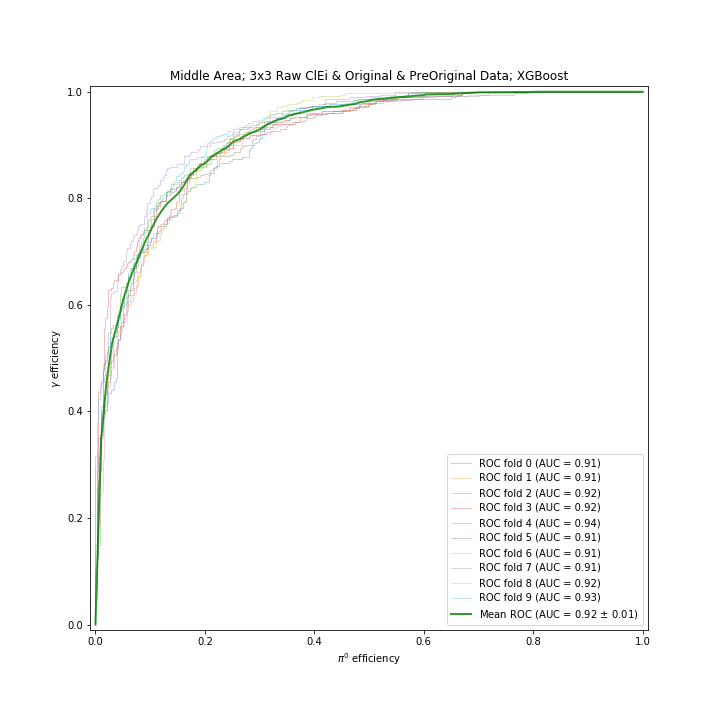 Middle Area; 3x3 Raw ClEi & Original & PreOriginal Data; XGBoost
1.0
0.8
0.6
0.4
0.2
0.0
γ efficiency
0.0 0.2 0.4 0.6 0.8 1.0
π⁰ efficiency
ROC fold 0 (AUC = 0.91)
ROC fold 1 (AUC = 0.91)
ROC fold 2 (AUC = 0.92)
ROC fold 3 (AUC = 0.92)
ROC fold 4 (AUC = 0.94)
ROC fold 5 (AUC = 0.91)
ROC fold 6 (AUC = 0.91)
ROC fold 7 (AUC = 0.91)
ROC fold 8 (AUC = 0.92)
ROC fold 9 (AUC = 0.93)
Mean ROC (AUC = 0.92 ± 0.01)